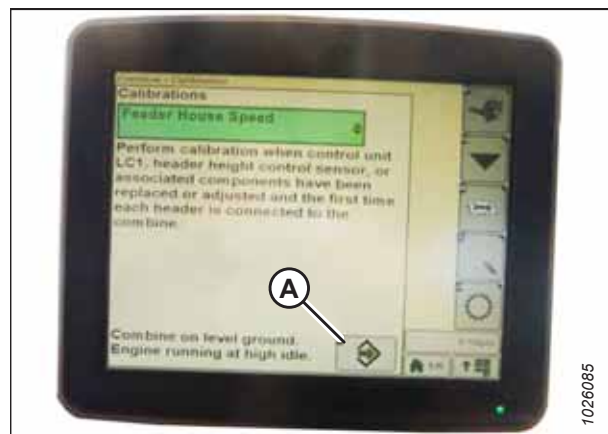 Calibrations
Feeder House Speed
Perform calibration when control unit
LC1, header height control sensor, or
associated components have been
replaced or adjusted and the first time
each header is connected to the
combine.
A
Combine on level ground.
Engine running at high idle.
1026085